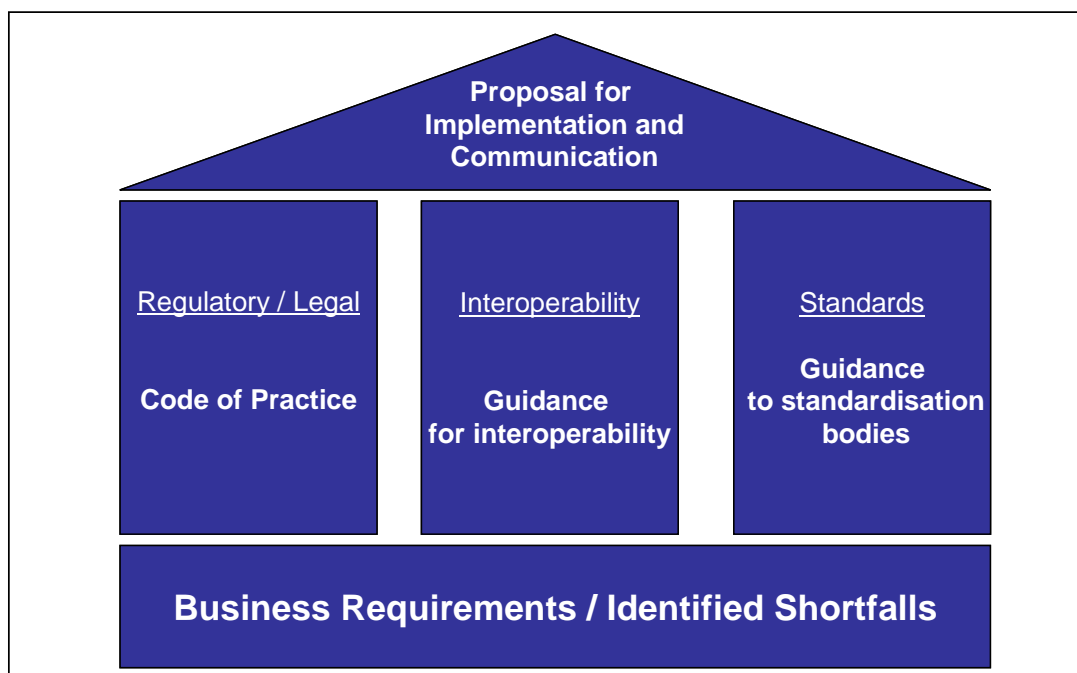 Proposal for
Implementation and
Communication
Regulatory / Legal
Code of Practice
Interoperability
Guidance
for interoperability
Standards
Guidance
to standardisation
bodies
Business Requirements / Identified Shortfalls